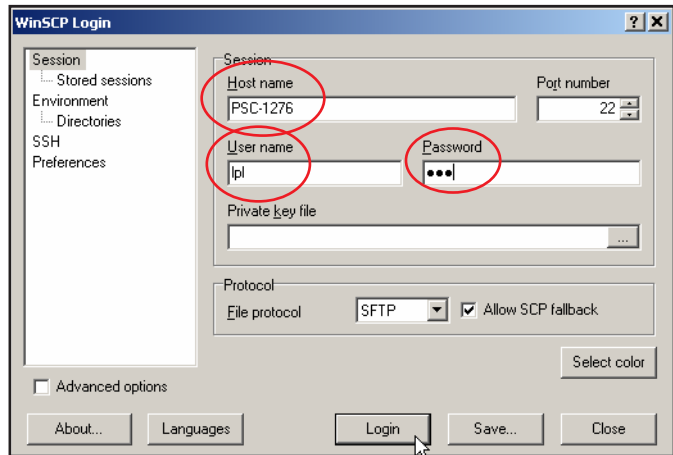 WinSCP Login
Session
Stored sessions
Environment
Directories
SSH
Preferences
Session
Host name
Port number
PSC-1276
22
User name
Password
lpl
●●●
Private key file
...
Protocol
File protocol
SFTP
Allow SCP fallback
Select color
Advanced options
About...
Languages
Login
Save...
Close